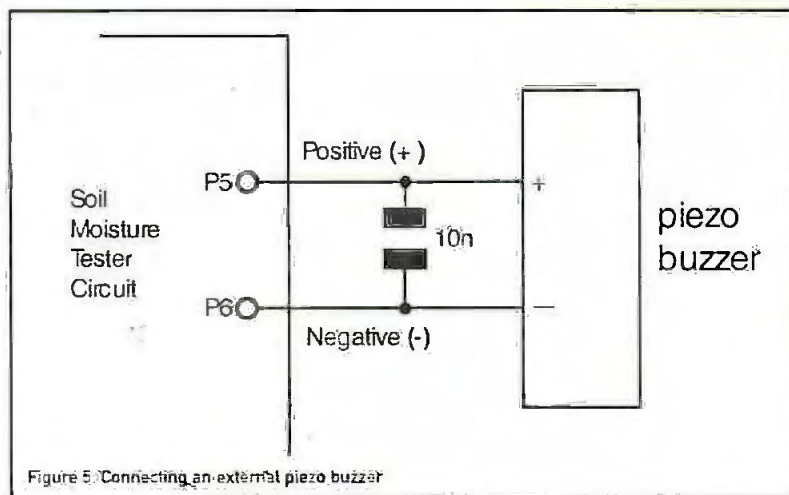 Positive (+)
P5
+
Soil
Moisture
Tester
Circuit
10n
piezo
buzzer
P6
−
Negative (-)
Figure 5. Connecting an external piezo buzzer